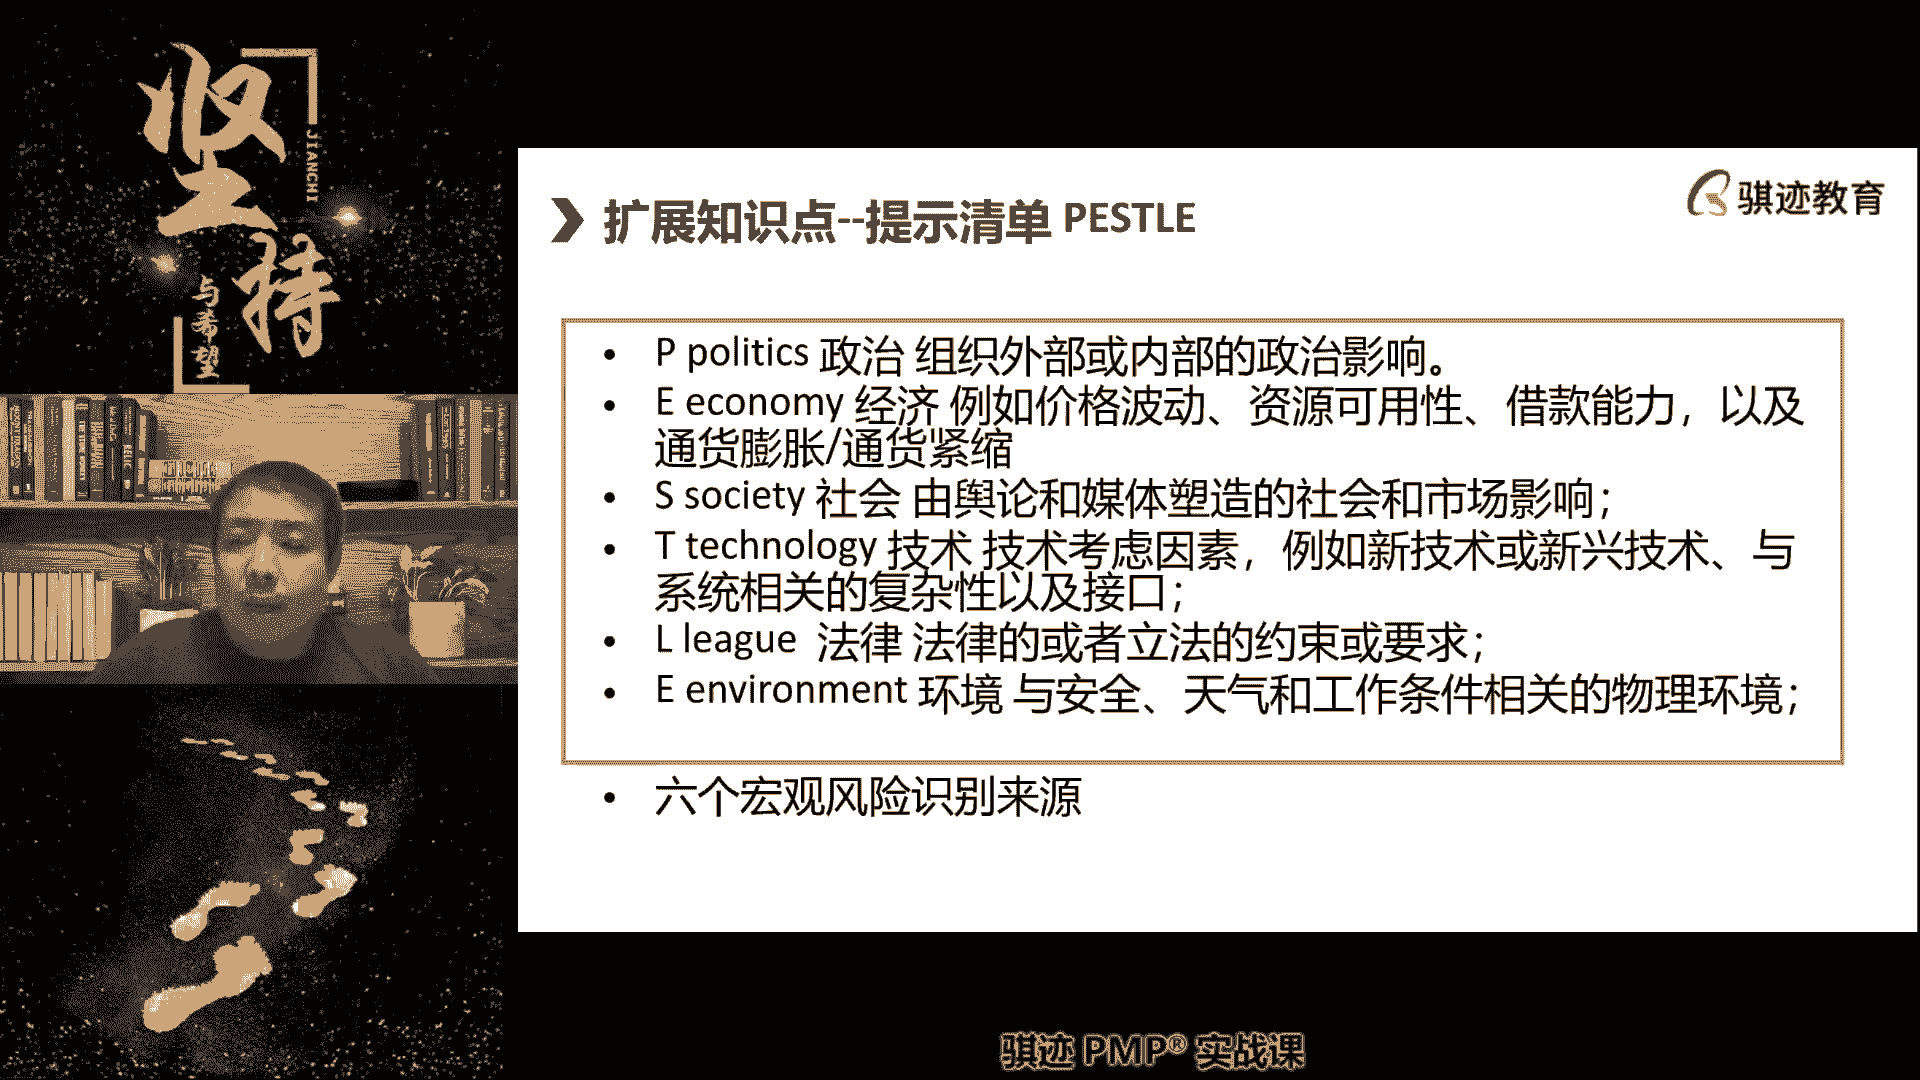 坚持
JIANCHI
与希望
骐迹教育
扩展知识点--提示清单 PESTLE
• P politics 政治 组织外部或内部的政治影响。
• E economy 经济 例如价格波动、资源可用性、借款能力，以及
通货膨胀/通货紧缩
• S society 社会 由舆论和媒体塑造的社会和市场影响；
• T technology 技术 技术考虑因素，例如新技术或新兴技术、与
系统相关的复杂性以及接口；
• L league 法律 法律的或者立法的约束或要求；
• E environment 环境 与安全、天气和工作条件相关的物理环境；
• 六个宏观风险识别来源
骐迹 PMP® 实战课